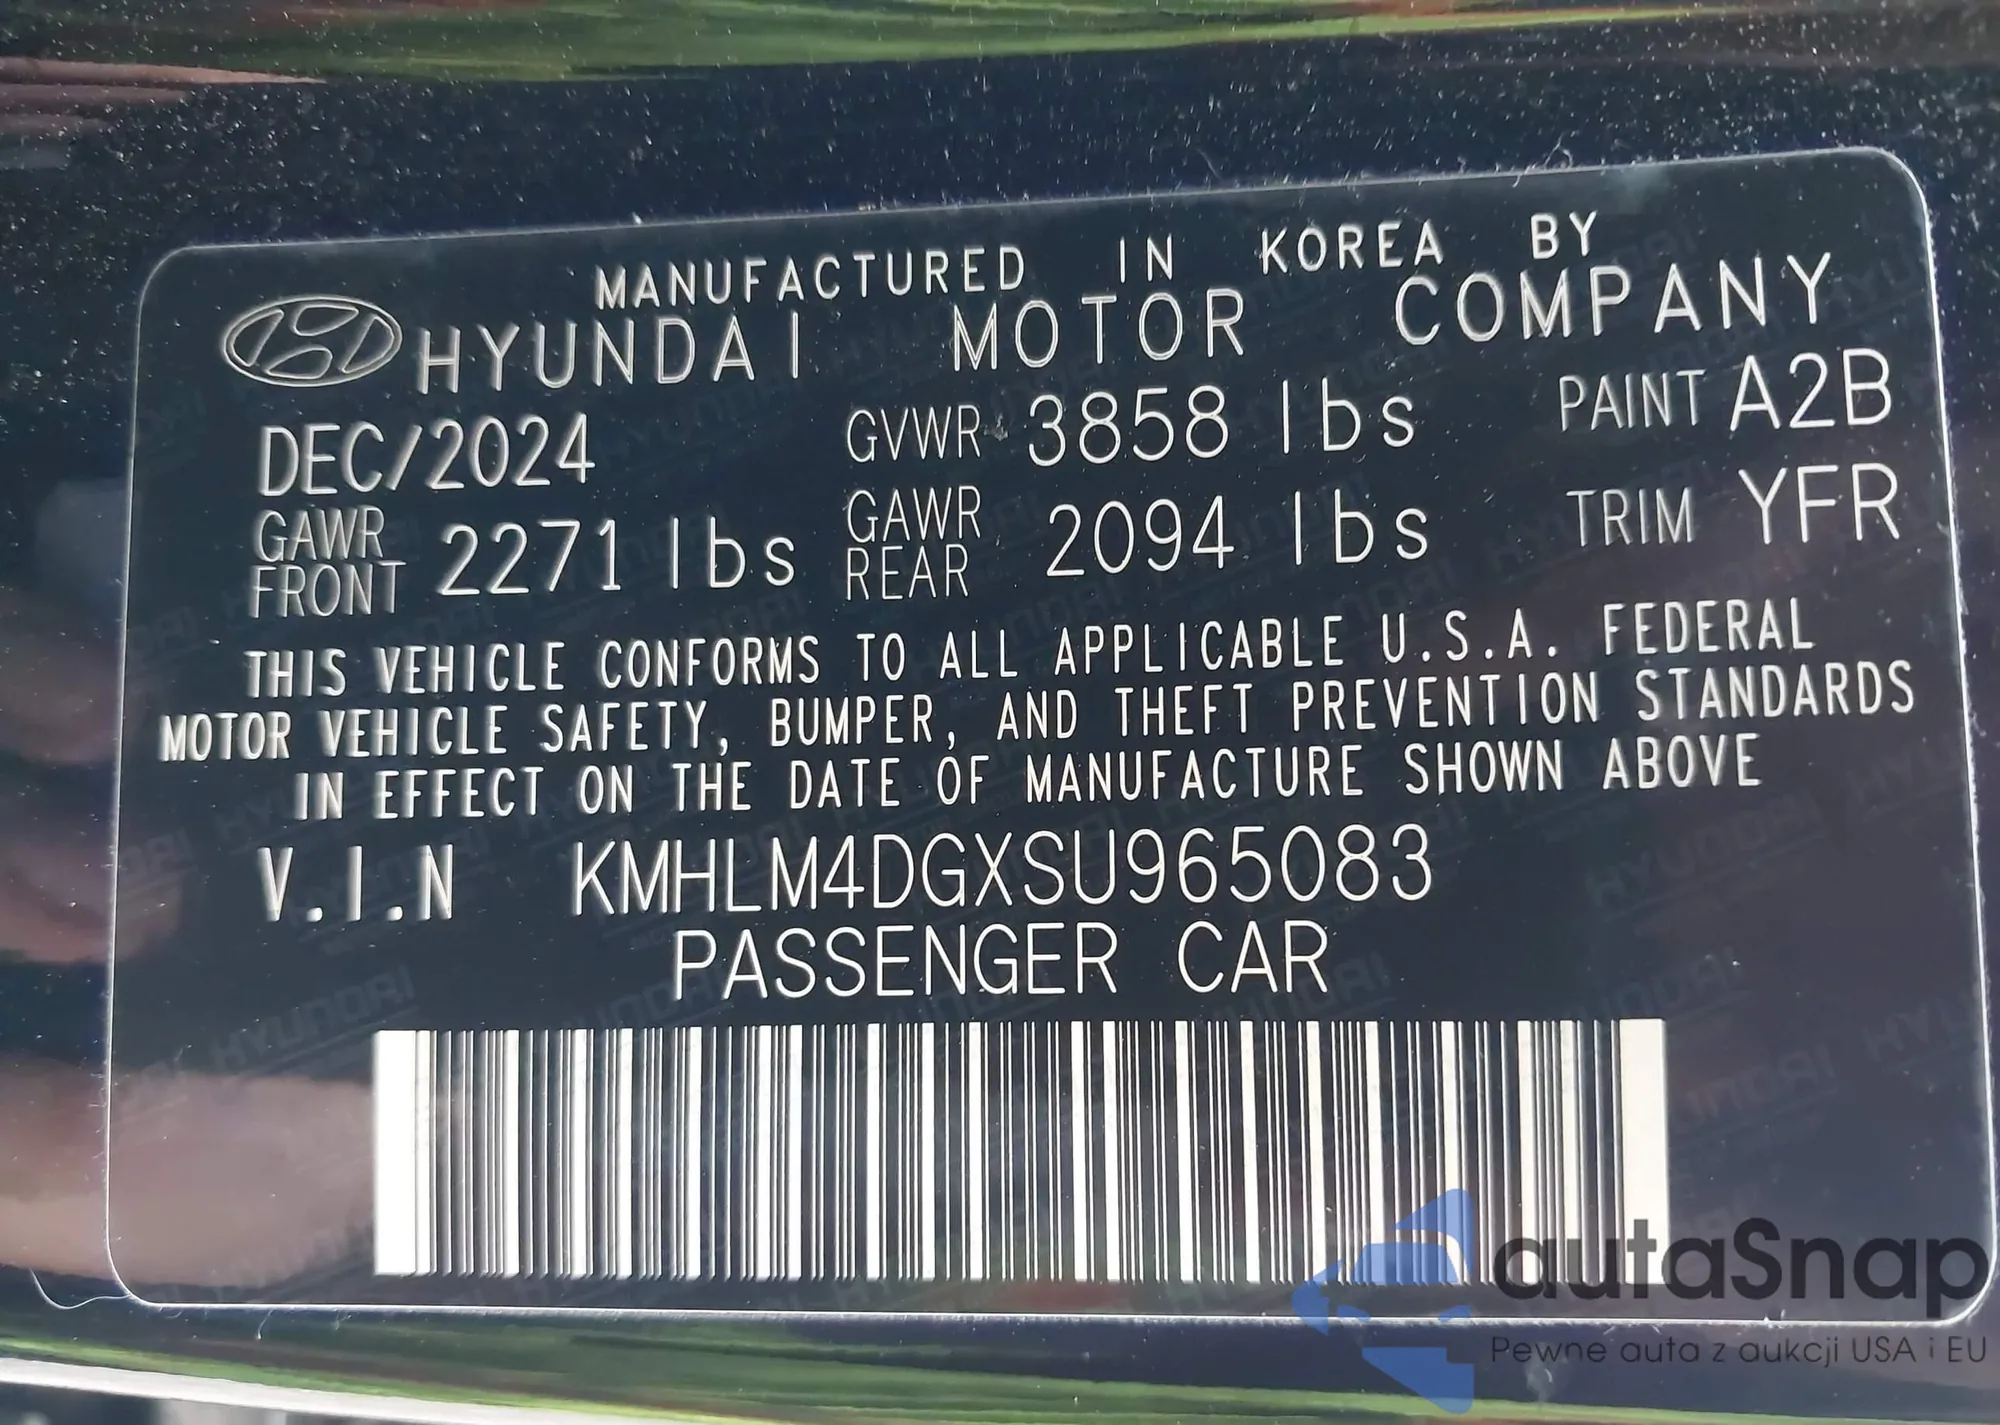 MANUFACTURED IN KOREA BY
HYUNDAI MOTOR COMPANY
DEC/2024 GVWR 3858 lbs PAINT A2B
GAWR FRONT 2271 lbs GAWR REAR 2094 lbs TRIM YFR
THIS VEHICLE CONFORMS TO ALL APPLICABLE U.S.A. FEDERAL
MOTOR VEHICLE SAFETY, BUMPER, AND THEFT PREVENTION STANDARDS
IN EFFECT ON THE DATE OF MANUFACTURE SHOWN ABOVE
V.I.N KMHLM4DGXSU965083
PASSENGER CAR
autaSnap
Pewne auta z aukcji USA i EU